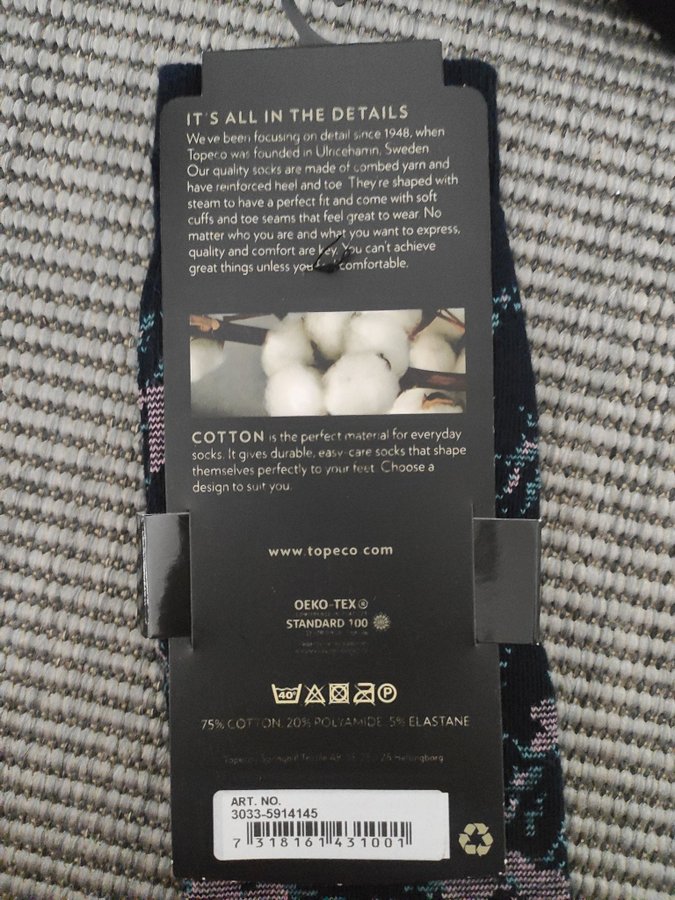 IT'S ALL IN THE DETAILS
We've been focusing on detail since 1948, when
Topeco was founded in Ulricehamn, Sweden.
Our quality socks are made of combed yarn and
have reinforced heel and toe. They're shaped with
steam to have a perfect fit and come with soft
cuffs and toe seams that feel great to wear. No
matter who you are and what you want to express,
quality and comfort are key. You can't achieve
great things unless you comfortable.
COTTON is the perfect material for everyday
socks. It gives durable, easy-care socks that shape
themselves perfectly to your feet. Choose a
design to suit you.
www.topeco.com
OEKO-TEX®
STANDARD 100
40°
P
75% COTTON, 20% POLYAMIDE, 5% ELASTANE
Topeco, Textile AB, SE Helsingborg
ART. NO.
3033-5914145
7 318161 431001